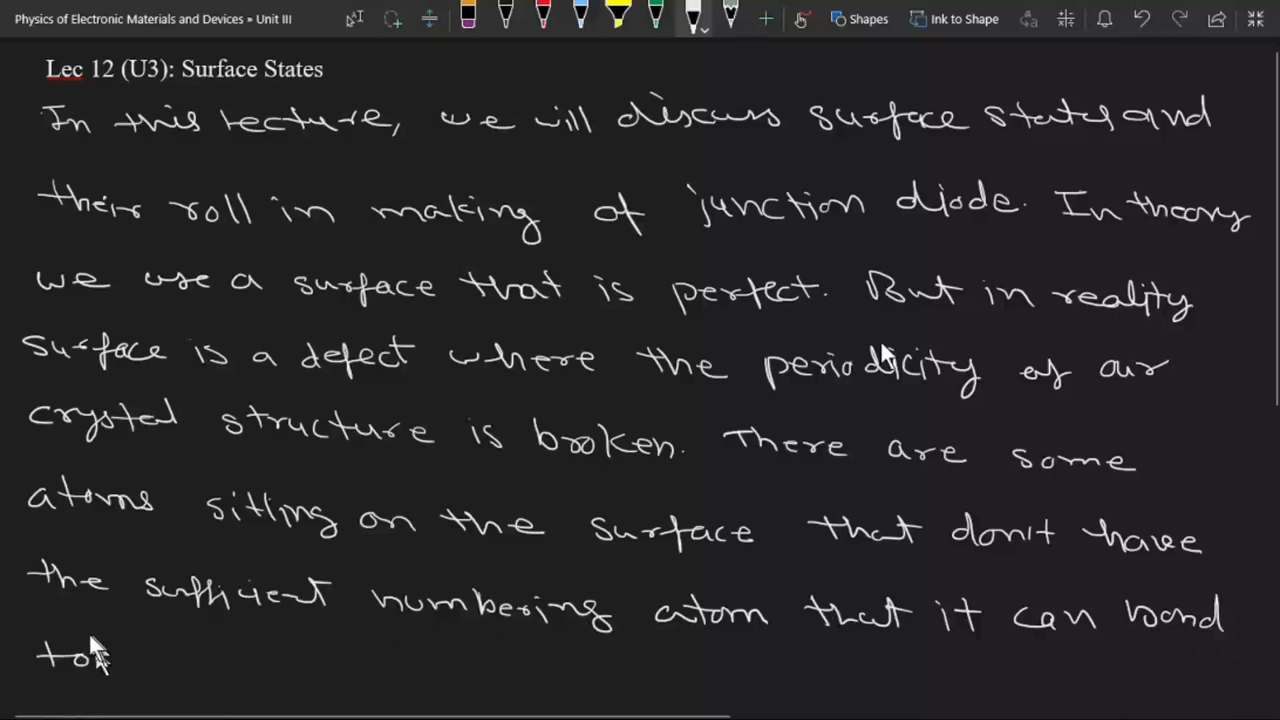 Physics of Electronic Materials and Devices » Unit III
Shapes
Ink to Shape
Lec 12 (U3): Surface States
In this lecture, we will discuss surface states and
their roll in making of junction diode. In theory
we use a surface that is perfect. But in reality
surface is a defect where the periodicity of our
crystal structure is broken. There are some
atoms sitting on the surface that don't have
the sufficient numbering atom that it can bond
to.